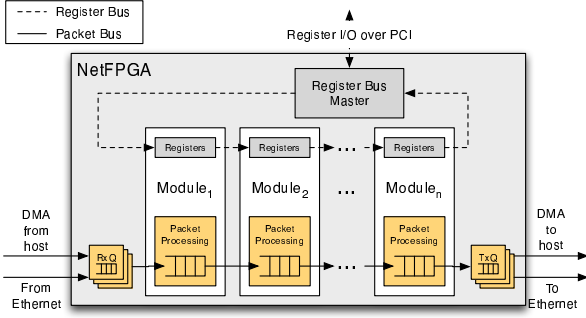 Register Bus
Packet Bus
Register I/O over PCI
NetFPGA
Register Bus
Master
Registers
Registers
...
Registers
Module1
Module2
...
Modulen
DMA
from
host
Packet
Processing
Packet
Processing
Packet
Processing
DMA
to
host
RxQ
...
TxQ
From
Ethernet
To
Ethernet